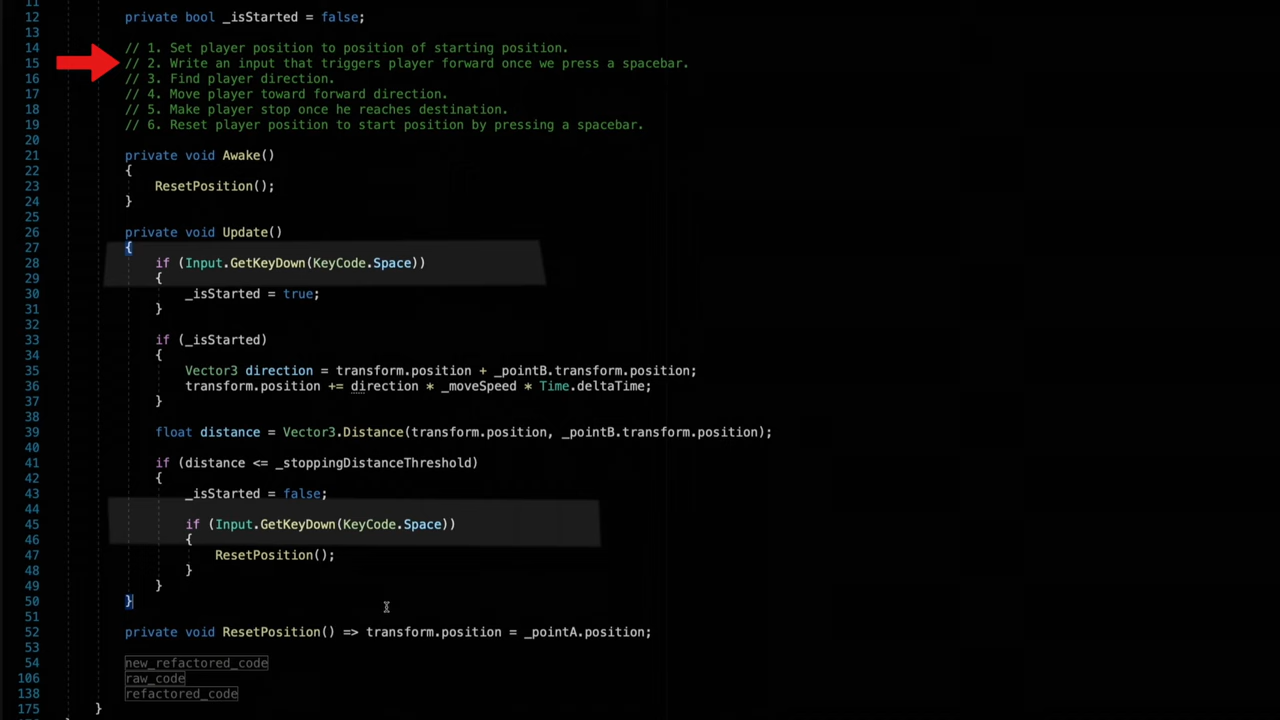 11
12 private bool _isStarted = false;
13
14 // 1. Set player position to position of starting position.
15 // 2. Write an input that triggers player forward once we press a spacebar.
16 // 3. Find player direction.
17 // 4. Move player toward forward direction.
18 // 5. Make player stop once he reaches destination.
19 // 6. Reset player position to start position by pressing a spacebar.
20
21 private void Awake()
22 {
23 ResetPosition();
24 }
25
26 private void Update()
27 {
28 if (Input.GetKeyDown(KeyCode.Space))
29 {
30 _isStarted = true;
31 }
32
33 if (_isStarted)
34 {
35 Vector3 direction = transform.position + _pointB.transform.position;
36 transform.position += direction * _moveSpeed * Time.deltaTime;
37 }
38
39 float distance = Vector3.Distance(transform.position, _pointB.transform.position);
40
41 if (distance <= _stoppingDistanceThreshold)
42 {
43 _isStarted = false;
44
45 if (Input.GetKeyDown(KeyCode.Space))
46 {
47 ResetPosition();
48 }
49 }
50 }
51
52 private void ResetPosition() => transform.position = _pointA.position;
53
54 new_refactored_code
106 raw_code
138 refactored_code
175 }